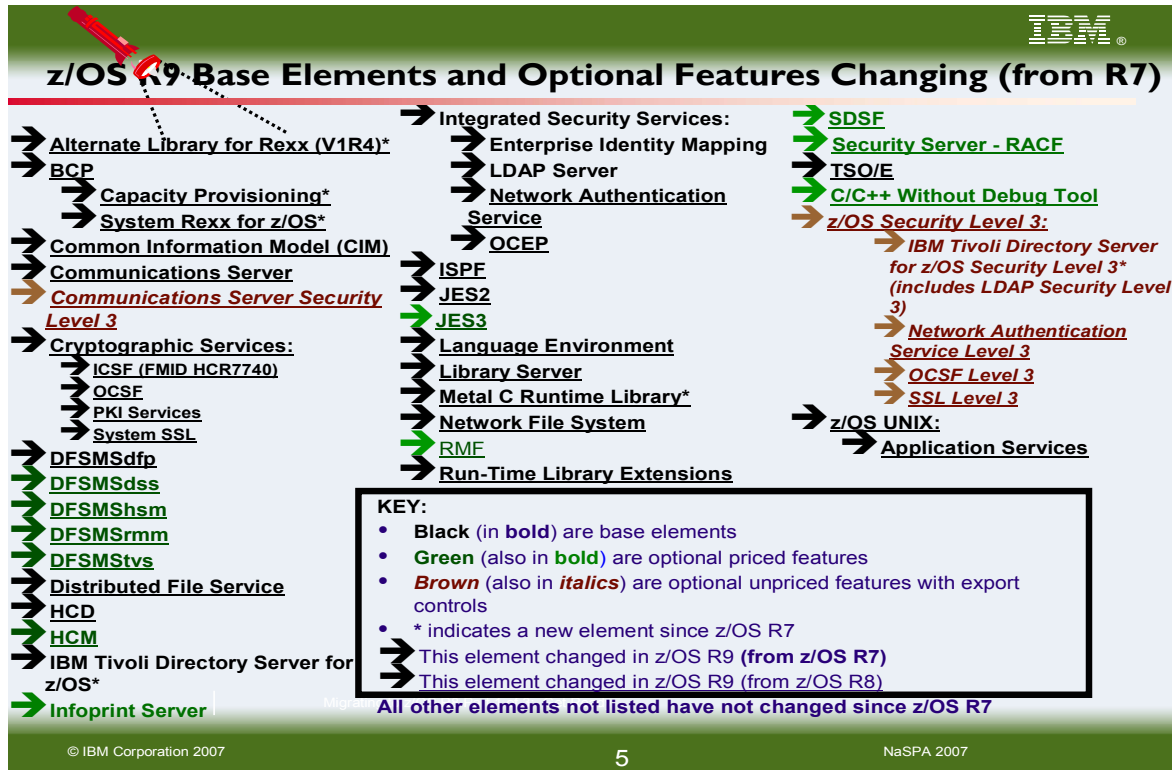 IBM ®
z/OS R9 Base Elements and Optional Features Changing (from R7)
Alternate Library for Rexx (V1R4)*
BCP
Capacity Provisioning*
System Rexx for z/OS*
Common Information Model (CIM)
Communications Server
Communications Server Security
Level 3
Cryptographic Services:
ICSF (FMID HCR7740)
OCSF
PKI Services
System SSL
DFSMSdfp
DFSMSdss
DFSMShsm
DFSMSrmm
DFSMStvs
Distributed File Service
HCD
HCM
IBM Tivoli Directory Server for
z/OS*
Infoprint Server
Integrated Security Services:
Enterprise Identity Mapping
LDAP Server
Network Authentication
Service
OCEP
ISPF
JES2
JES3
Language Environment
Library Server
Metal C Runtime Library*
Network File System
RMF
Run-Time Library Extensions
SDSF
Security Server - RACF
TSO/E
C/C++ Without Debug Tool
z/OS Security Level 3:
IBM Tivoli Directory Server
for z/OS Security Level 3*
(includes LDAP Security Level
3)
Network Authentication
Service Level 3
OCSF Level 3
SSL Level 3
z/OS UNIX:
Application Services
KEY:
• Black (in bold) are base elements
• Green (also in bold) are optional priced features
• Brown (also in italics) are optional unpriced features with export
controls
• * indicates a new element since z/OS R7
This element changed in z/OS R9 (from z/OS R7)
This element changed in z/OS R9 (from z/OS R8)
All other elements not listed have not changed since z/OS R7
© IBM Corporation 2007
5
NaSPA 2007